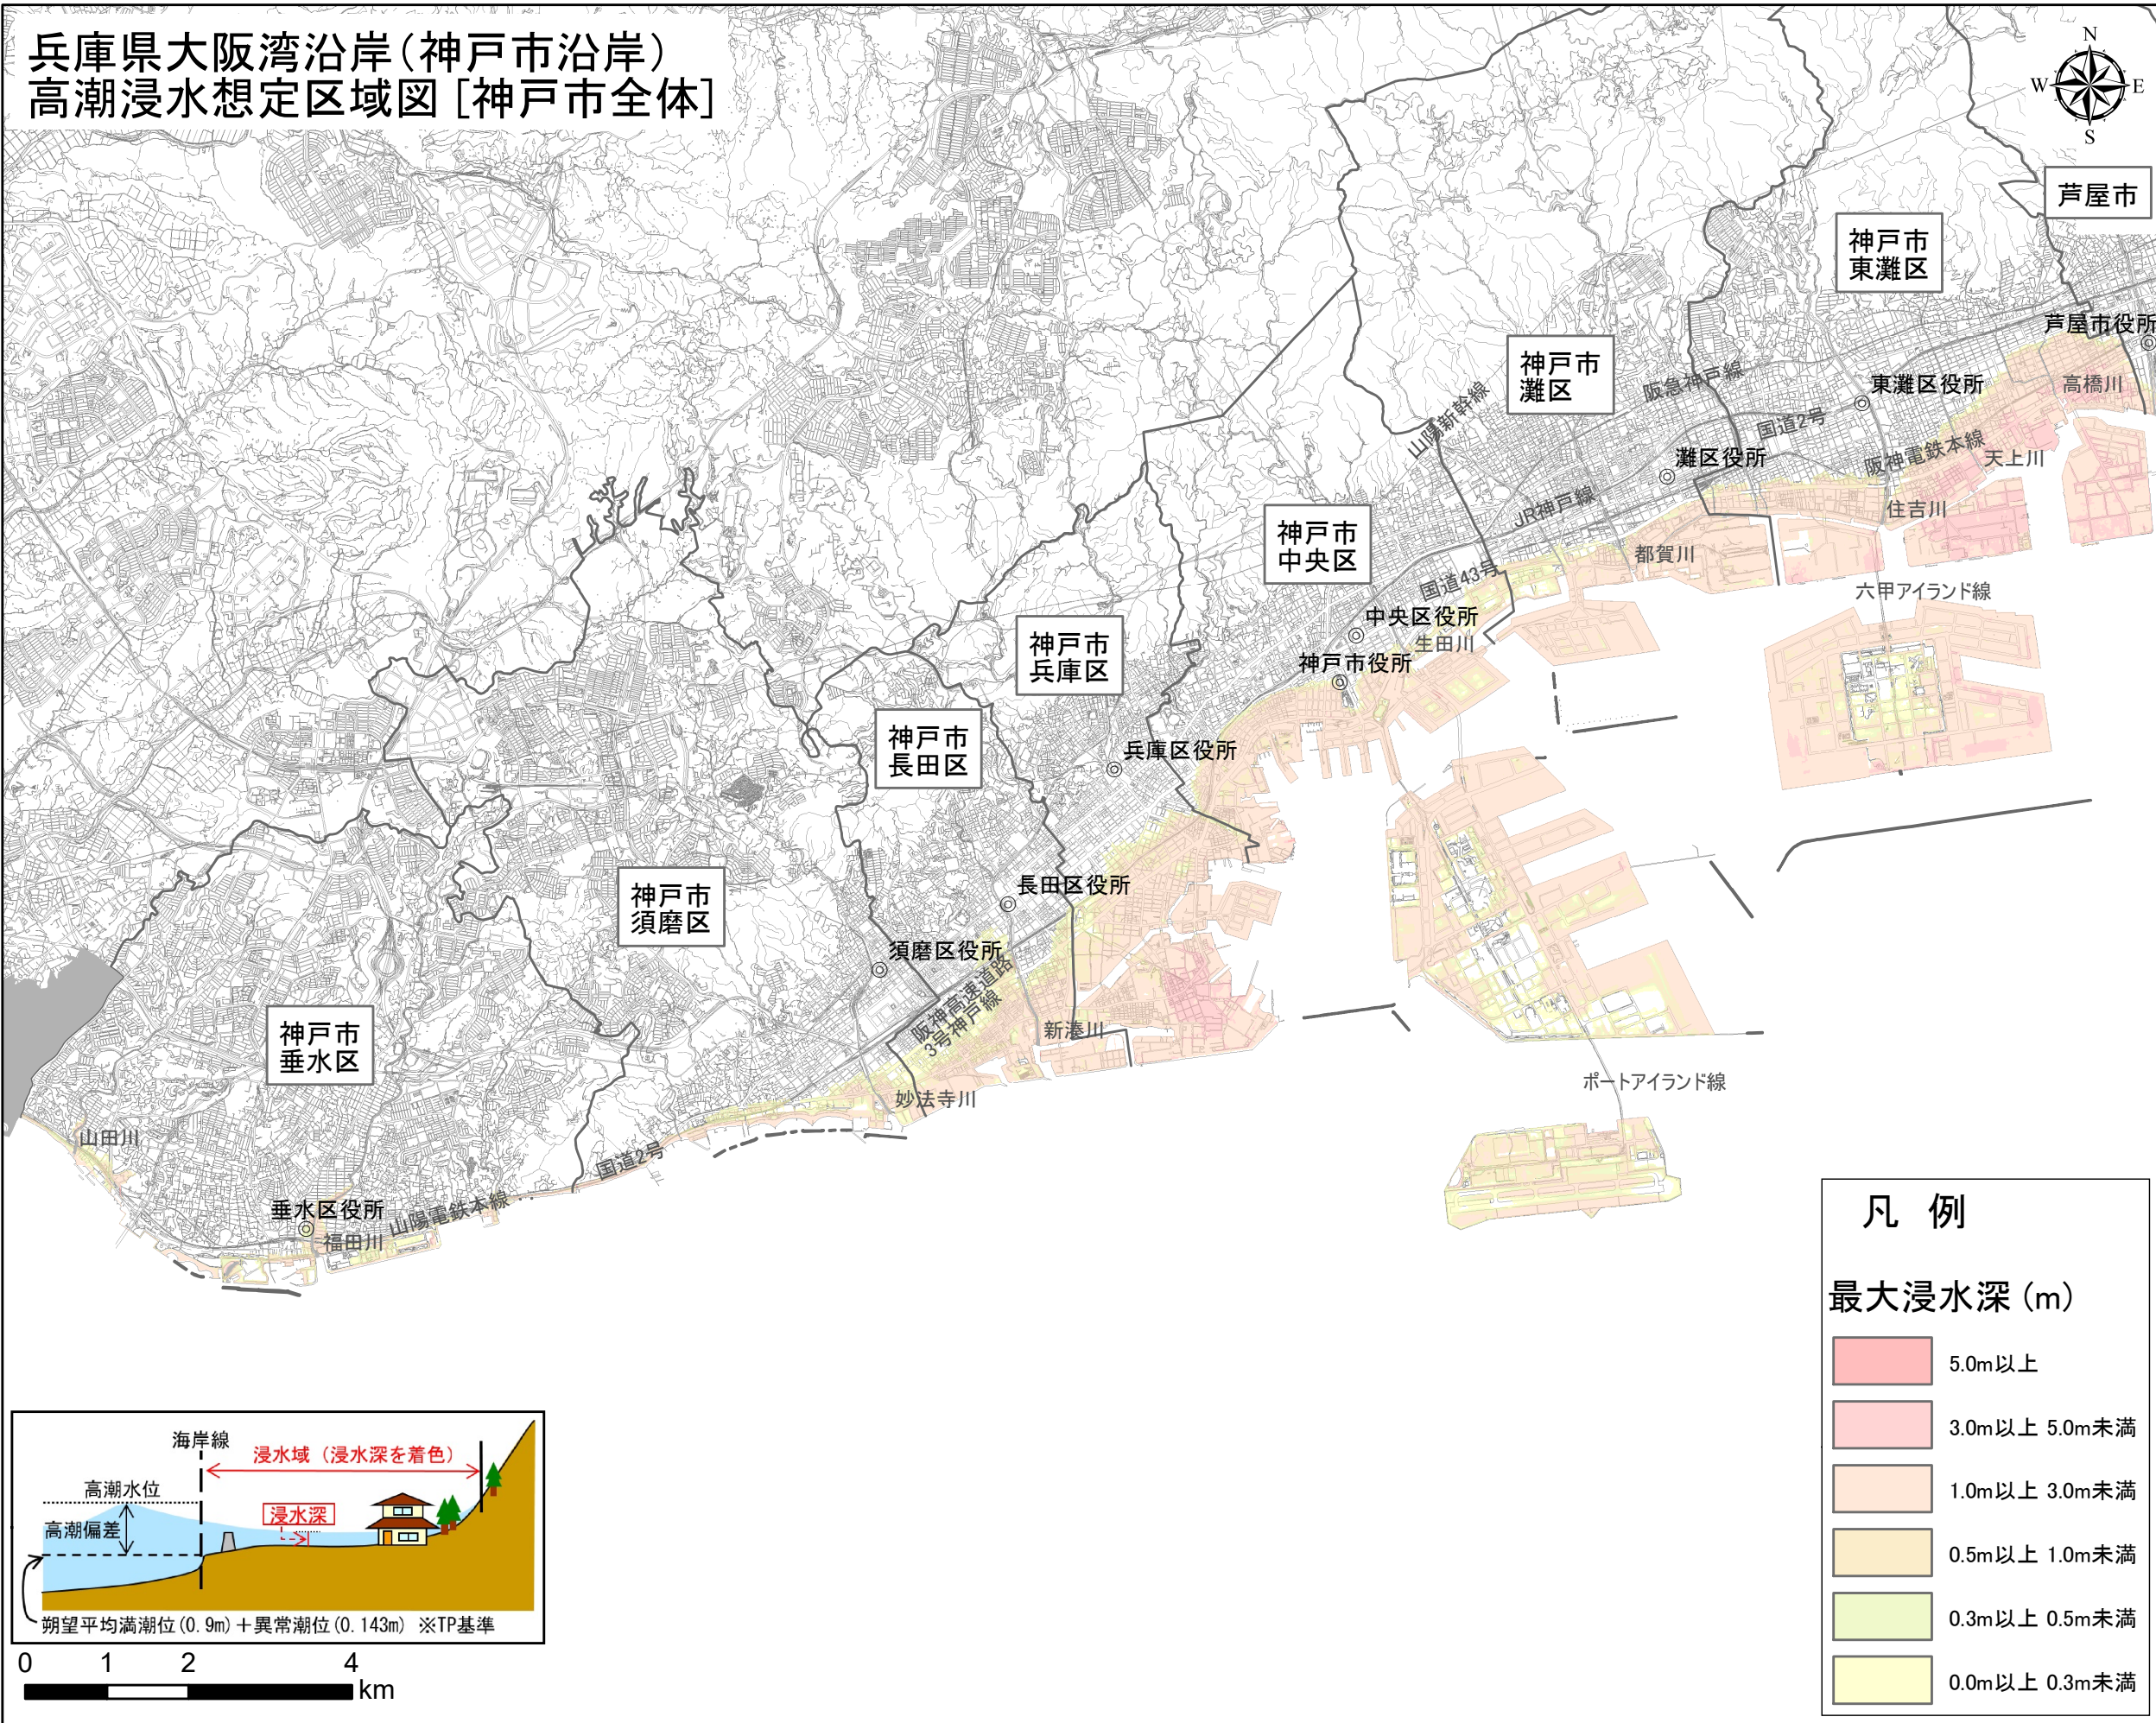 兵庫県大阪湾沿岸(神戸市沿岸)
高潮浸水想定区域図[神戸市全体]
N
W
E
S
芦屋市
神戸市
東灘区
芦屋市役所
神戸市
灘区
阪急神戸線
東灘区役所
高橋川
山陽新幹線
国道2号
阪神電鉄本線
天上川
灘区役所
JR神戸線
住吉川
神戸市
中央区
都賀川
国道43号
六甲アイランド線
中央区役所
生田川
神戸市
兵庫区
神戸市役所
神戸市
長田区
兵庫区役所
長田区役所
神戸市
須磨区
須磨区役所
阪神高速道路
3号神戸線
新湊川
神戸市
垂水区
妙法寺川
ポートアイランド線
山田川
国道2号
垂水区役所
山陽電鉄本線
福田川
凡 例
最大浸水深(m)
5.0m以上
3.0m以上 5.0m未満
1.0m以上 3.0m未満
0.5m以上 1.0m未満
0.3m以上 0.5m未満
0.0m以上 0.3m未満
海岸線
浸水域(浸水深を着色)
高潮水位
浸水深
高潮偏差
朔望平均満潮位(0.9m)+異常潮位(0.143m) ※TP基準
0 1 2 4
km